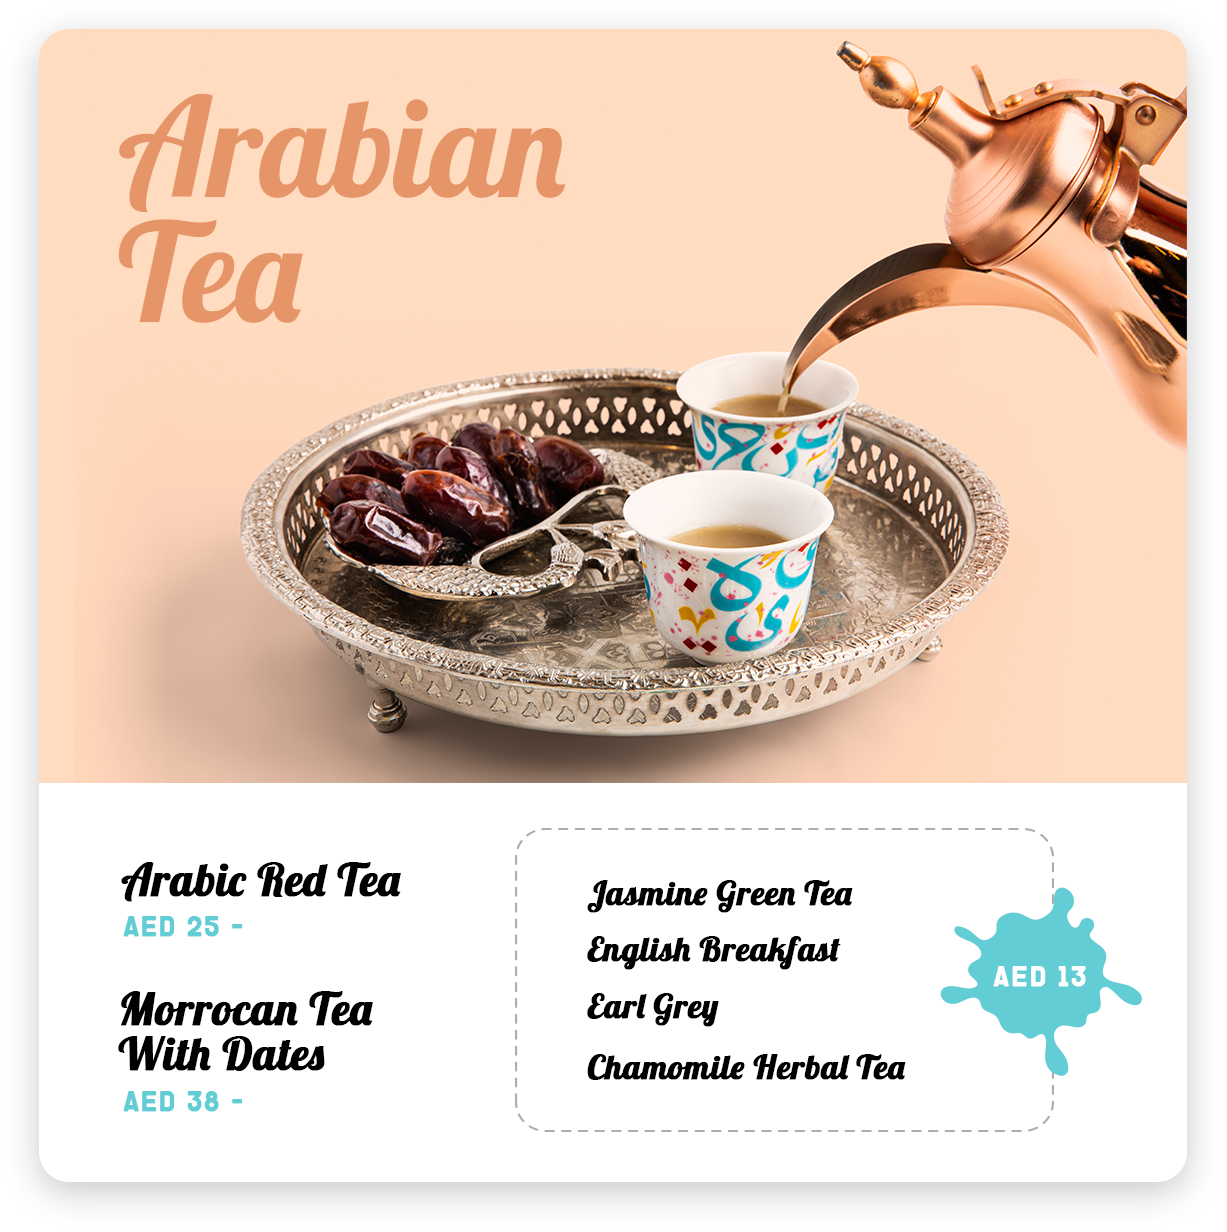 Arabian
Tea
Arabic Red Tea
AED 25 -
Morrocan Tea
With Dates
AED 38 -
Jasmine Green Tea
English Breakfast
Earl Grey
Chamomile Herbal Tea
AED 13